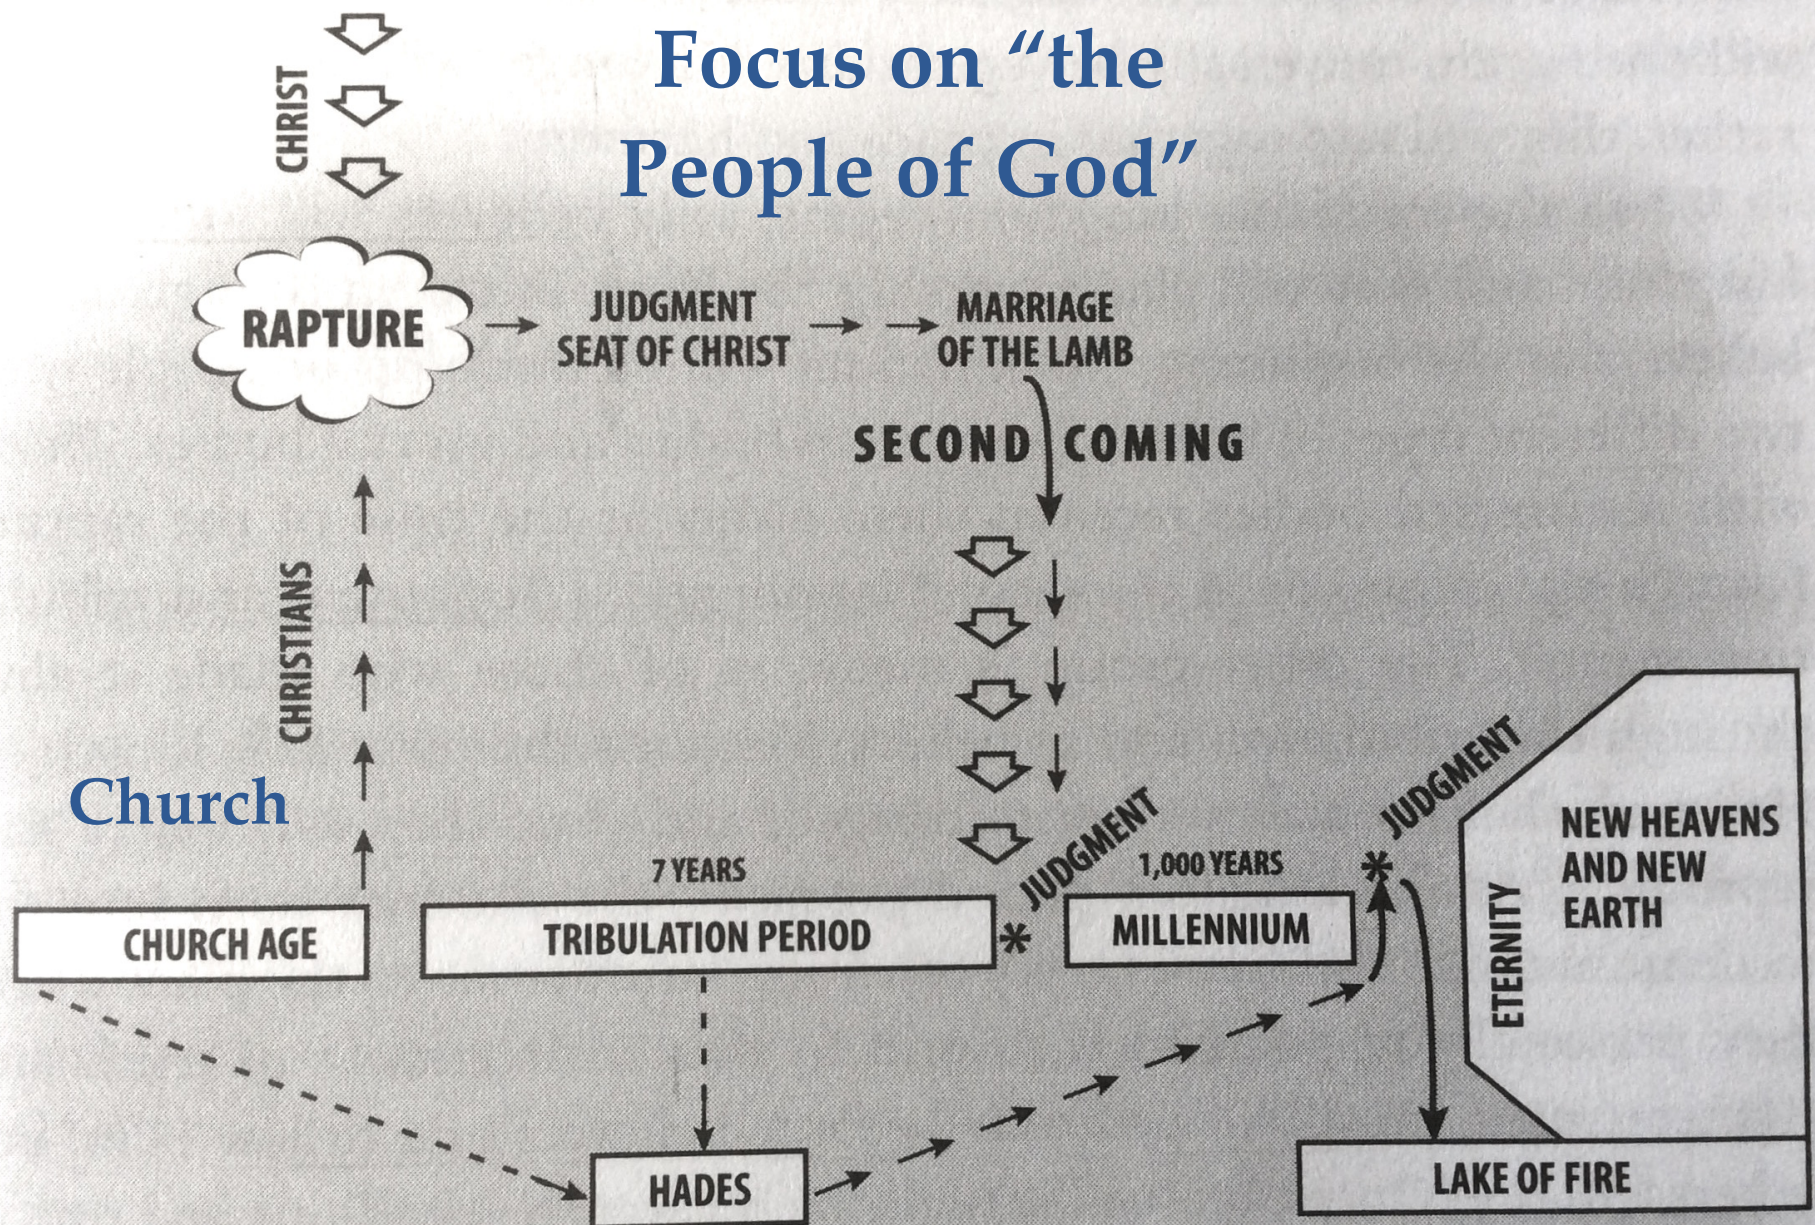 Focus on “the
People of God”
CHRIST
RAPTURE
JUDGMENT
SEAT OF CHRIST
MARRIAGE
OF THE LAMB
SECOND COMING
CHRISTIANS
Church
7 YEARS
JUDGMENT
1,000 YEARS
JUDGMENT
CHURCH AGE
TRIBULATION PERIOD
*
MILLENNIUM
*
ETERNITY
NEW HEAVENS
AND NEW
EARTH
HADES
LAKE OF FIRE